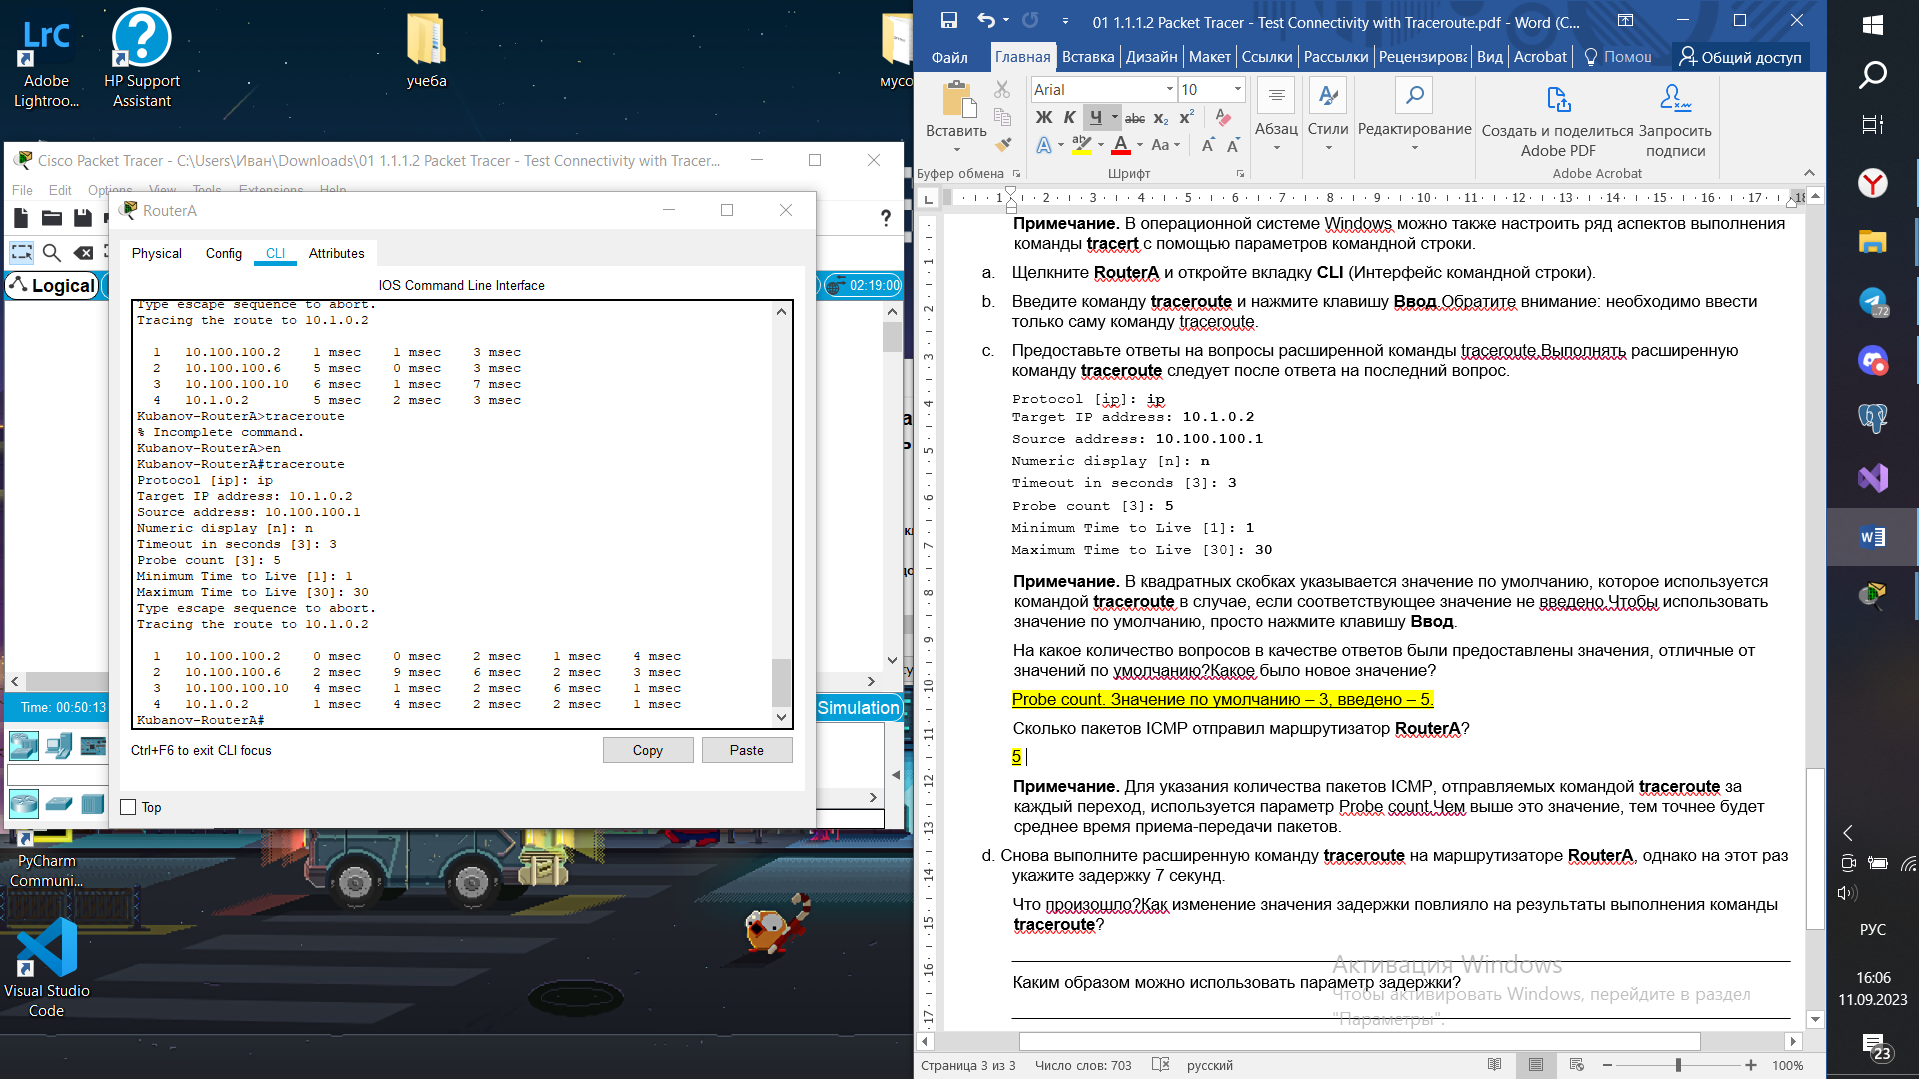 Adobe Lightroo...
HP Support Assistant
учеба
PyCharm Communi...
Visual Studio Code
Cisco Packet Tracer - C:\Users\Иван\Downloads\01 1.1.1.2 Packet Tracer - Test Connectivity with Tracer...
File Edit Options View Tools Extensions Help
Logical
02:19:00
Time: 00:50:13
Simulation
RouterA
Physical Config CLI Attributes
IOS Command Line Interface
Type escape sequence to abort.
Tracing the route to 10.1.0.2
1 10.100.100.2 1 msec 1 msec 3 msec
2 10.100.100.6 5 msec 0 msec 3 msec
3 10.100.100.10 6 msec 1 msec 7 msec
4 10.1.0.2 5 msec 2 msec 3 msec
Kubanov-RouterA>traceroute
% Incomplete command.
Kubanov-RouterA>en
Kubanov-RouterA#traceroute
Protocol [ip]: ip
Target IP address: 10.1.0.2
Source address: 10.100.100.1
Numeric display [n]: n
Timeout in seconds [3]: 3
Probe count [3]: 5
Minimum Time to Live [1]: 1
Maximum Time to Live [30]: 30
Type escape sequence to abort.
Tracing the route to 10.1.0.2
1 10.100.100.2 0 msec 0 msec 2 msec 1 msec 4 msec
2 10.100.100.6 2 msec 9 msec 6 msec 2 msec 3 msec
3 10.100.100.10 4 msec 1 msec 2 msec 6 msec 1 msec
4 10.1.0.2 1 msec 4 msec 2 msec 2 msec 1 msec
Kubanov-RouterA#
Ctrl+F6 to exit CLI focus
Copy Paste
Top
01 1.1.1.2 Packet Tracer - Test Connectivity with Traceroute.pdf - Word (С...
Файл Главная Вставка Дизайн Макет Ссылки Рассылки Рецензирова Вид Acrobat Помощ Общий доступ
Вставить
Буфер обмена
Arial 10
Ж К Ч abc x₂ x²
Шрифт
Абзац
Стили
Редактирование
Создать и поделиться Adobe PDF
Запросить подписи
Adobe Acrobat
Примечание. В операционной системе Windows можно также настроить ряд аспектов выполнения
команды tracert с помощью параметров командной строки.
a. Щелкните RouterA и откройте вкладку CLI (Интерфейс командной строки).
b. Введите команду traceroute и нажмите клавишу Ввод.Обратите внимание: необходимо ввести
только саму команду traceroute.
c. Предоставьте ответы на вопросы расширенной команды traceroute.Выполнять расширенную
команду traceroute следует после ответа на последний вопрос.
Protocol [ip]: ip
Target IP address: 10.1.0.2
Source address: 10.100.100.1
Numeric display [n]: n
Timeout in seconds [3]: 3
Probe count [3]: 5
Minimum Time to Live [1]: 1
Maximum Time to Live [30]: 30
Примечание. В квадратных скобках указывается значение по умолчанию, которое используется
командой traceroute в случае, если соответствующее значение не введено.Чтобы использовать
значение по умолчанию, просто нажмите клавишу Ввод.
На какое количество вопросов в качестве ответов были предоставлены значения, отличные от
значений по умолчанию?Какое было новое значение?
Probe count. Значение по умолчанию – 3, введено – 5.
Сколько пакетов ICMP отправил маршрутизатор RouterA?
5
Примечание. Для указания количества пакетов ICMP, отправляемых командой traceroute за
каждый переход, используется параметр Probe count.Чем выше это значение, тем точнее будет
среднее время приема-передачи пакетов.
d. Снова выполните расширенную команду traceroute на маршрутизаторе RouterA, однако на этот раз
укажите задержку 7 секунд.
Что произошло?Как изменение значения задержки повлияло на результаты выполнения команды
traceroute?
Каким образом можно использовать параметр задержки?
Активация Windows
Чтобы активировать Windows, перейдите в раздел
"Параметры".
Страница 3 из 3 Число слов: 703 русский 100%
РУС
16:06
11.09.2023
23